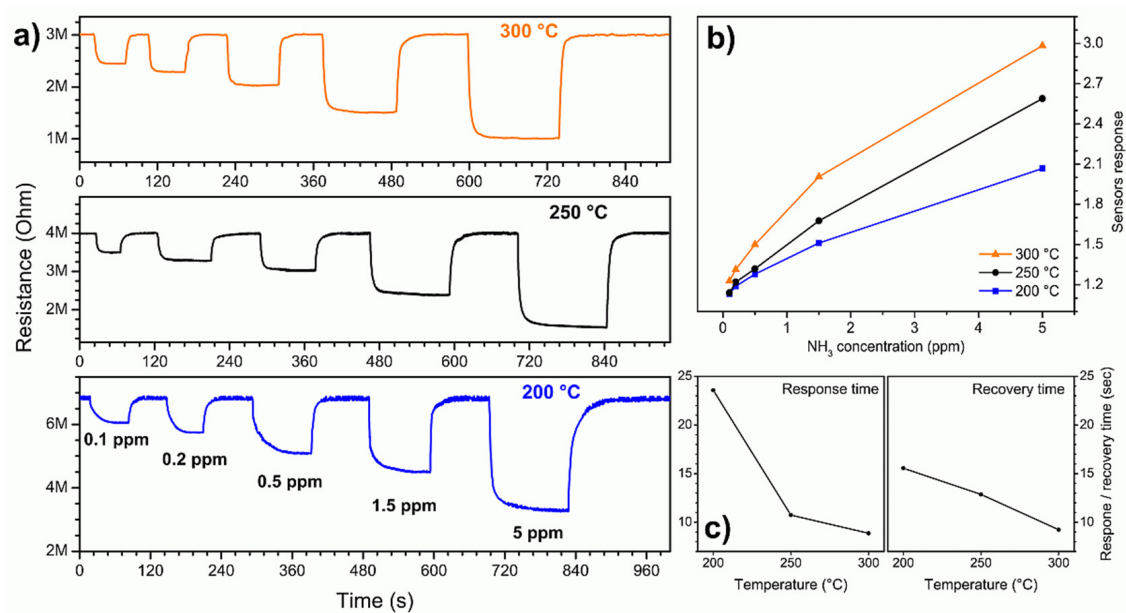 a)
300 °C
3M
2M
1M
0 120 240 360 480 600 720 840
250 °C
4M
3M
2M
0 120 240 360 480 600 720 840
200 °C
6M
4M
2M
0.1 ppm
0.2 ppm
0.5 ppm
1.5 ppm
5 ppm
0 120 240 360 480 600 720 840 960
Resistance (Ohm)
Time (s)
b)
3.0
2.7
2.4
2.1
1.8
1.5
1.2
Sensors response
300 °C
250 °C
200 °C
0 1 2 3 4 5
NH3 concentration (ppm)
c)
Response time
25
20
15
10
200 250 300
Temperature (°C)
Recovery time
25
20
15
10
200 250 300
Temperature (°C)
Respone / recovery time (sec)